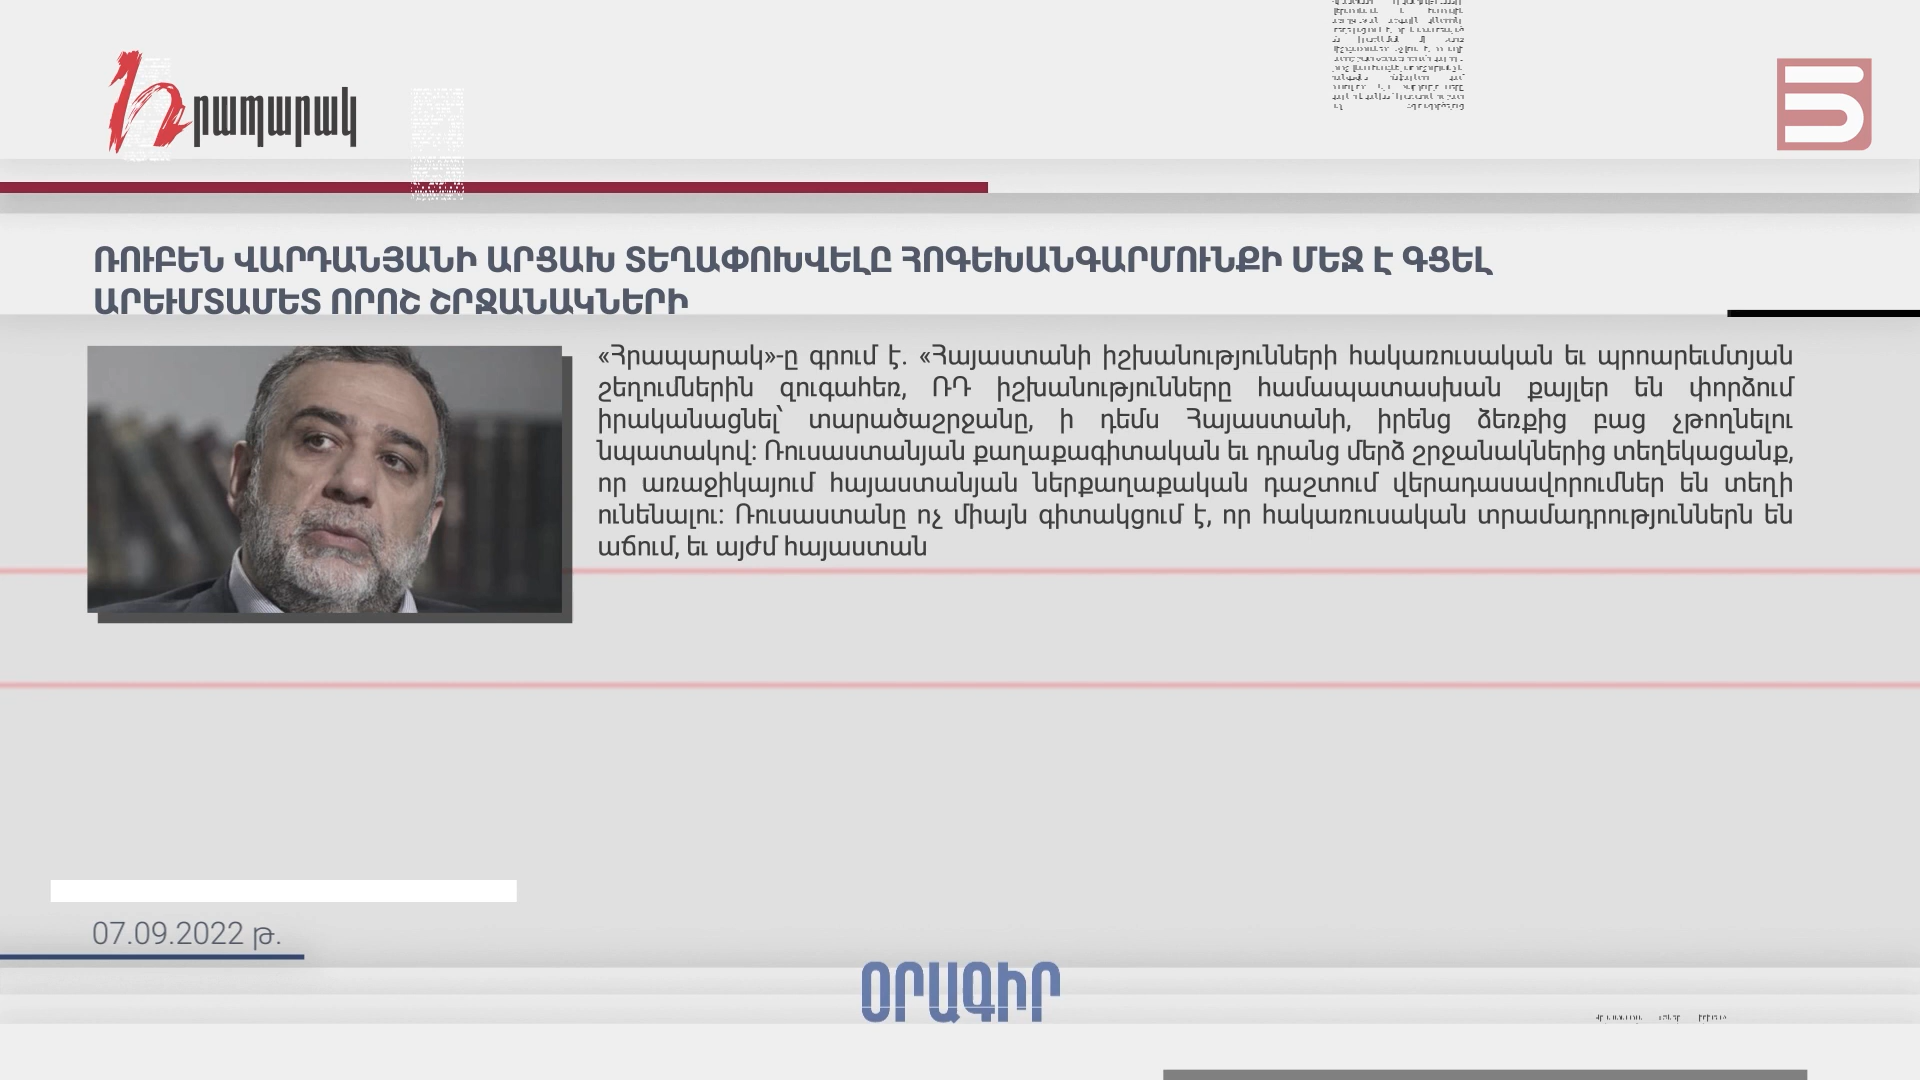 Հրապարակ
ՌՈՒԲԵՆ ՎԱՐԴԱՆՅԱՆԻ ԱՐՑԱԽ ՏԵՂԱՓՈԽՎԵԼԸ ՀՈԳԵԽԱՆԳԱՐՄՈՒՆՔԻ ՄԵՋ Է ԳՑԵԼ
ԱՐԵՒՄՏԱՄԵՏ ՈՐՈՇ ՇՐՋԱՆԱԿՆԵՐԻ
«Հրապարակ»-ը գրում է. «Հայաստանի իշխանությունների հակառուսական եւ պրոարեւմտյան
շեղումներին զուգահեռ, ՌԴ իշխանությունները համապատասխան քայլեր են փորձում
իրականացնել՝ տարածաշրջանը, ի դեմս Հայաստանի, իրենց ձեռքից բաց չթողնելու
նպատակով: Ռուսաստանյան քաղաքագիտական եւ դրանց մերձ շրջանակներից տեղեկացանք,
որ առաջիկայում հայաստանյան ներքաղաքական դաշտում վերադասավորումներ են տեղի
ունենալու: Ռուսաստանը ոչ միայն գիտակցում է, որ հակառուսական տրամադրություններն են
աճում, եւ այժմ հայաստան
07.09.2022 թ.
ՕՐԱԳԻՐ